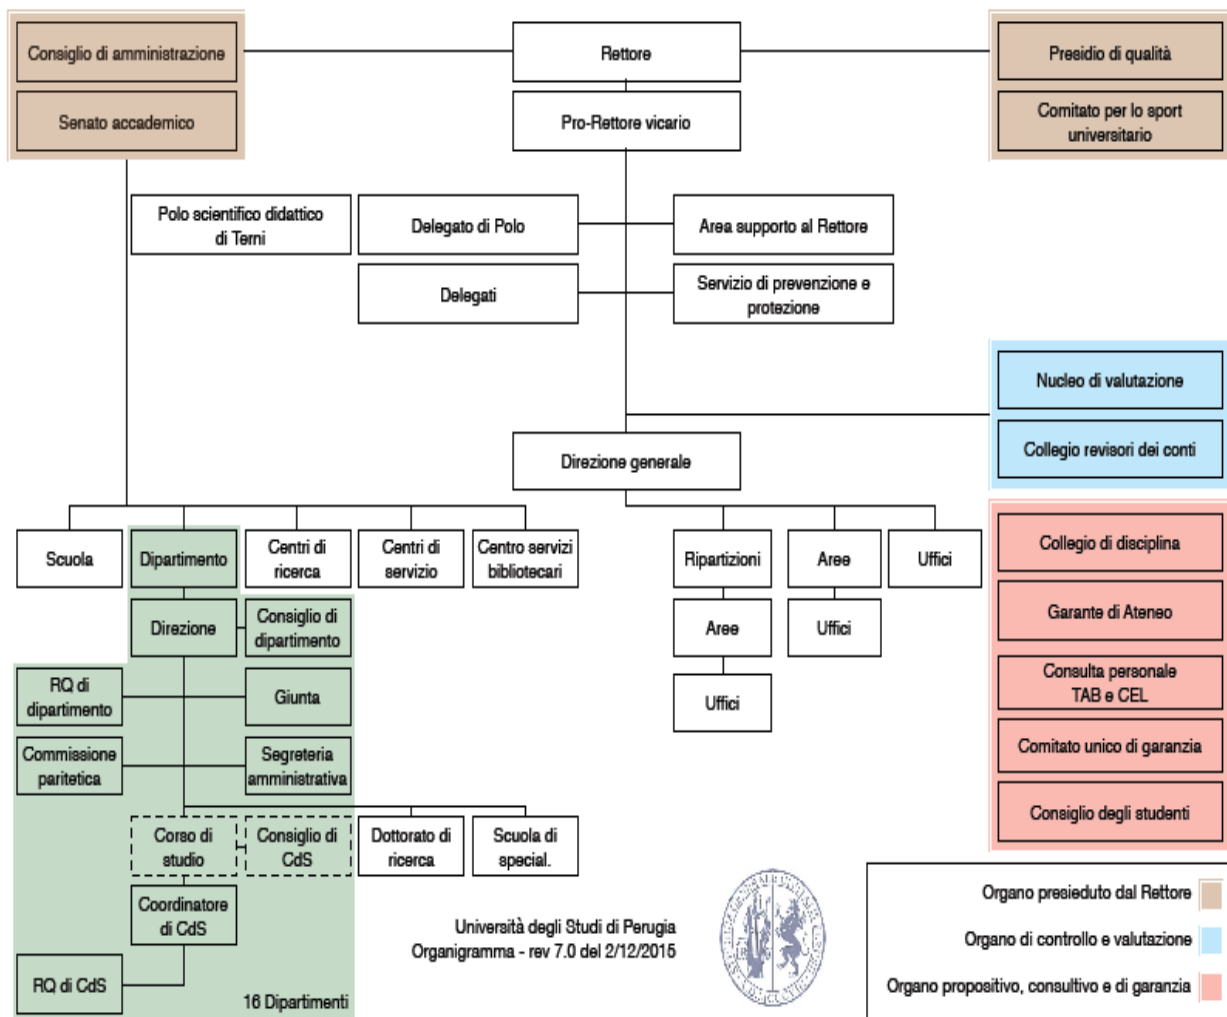 Consiglio di amministrazione
Rettore
Presidio di qualità
Senato accademico
Pro-Rettore vicario
Comitato per lo sport
universitario
Polo scientifico didattico
di Terni
Delegato di Polo
Area supporto al Rettore
Delegati
Servizio di prevenzione e
protezione
Nucleo di valutazione
Collegio revisori dei conti
Direzione generale
Scuola
Dipartimento
Centri di
ricerca
Centri di
servizio
Centro servizi
bibliotecari
Ripartizioni
Aree
Uffici
Collegio di disciplina
Direzione
Consiglio di
dipartimento
Aree
Uffici
Garante di Ateneo
RQ di
dipartimento
Giunta
Uffici
Consulta personale
TAB e CEL
Commissione
paritetica
Segreteria
amministrativa
Comitato unico di garanzia
Consiglio degli studenti
Corso di
studio
Consiglio di
CdS
Dottorato di
ricerca
Scuola di
special.
Coordinatore
di CdS
RQ di CdS
16 Dipartimenti
Università degli Studi di Perugia
Organigramma - rev 7.0 del 2/12/2015
Organo presieduto dal Rettore
Organo di controllo e valutazione
Organo propositivo, consultivo e di garanzia